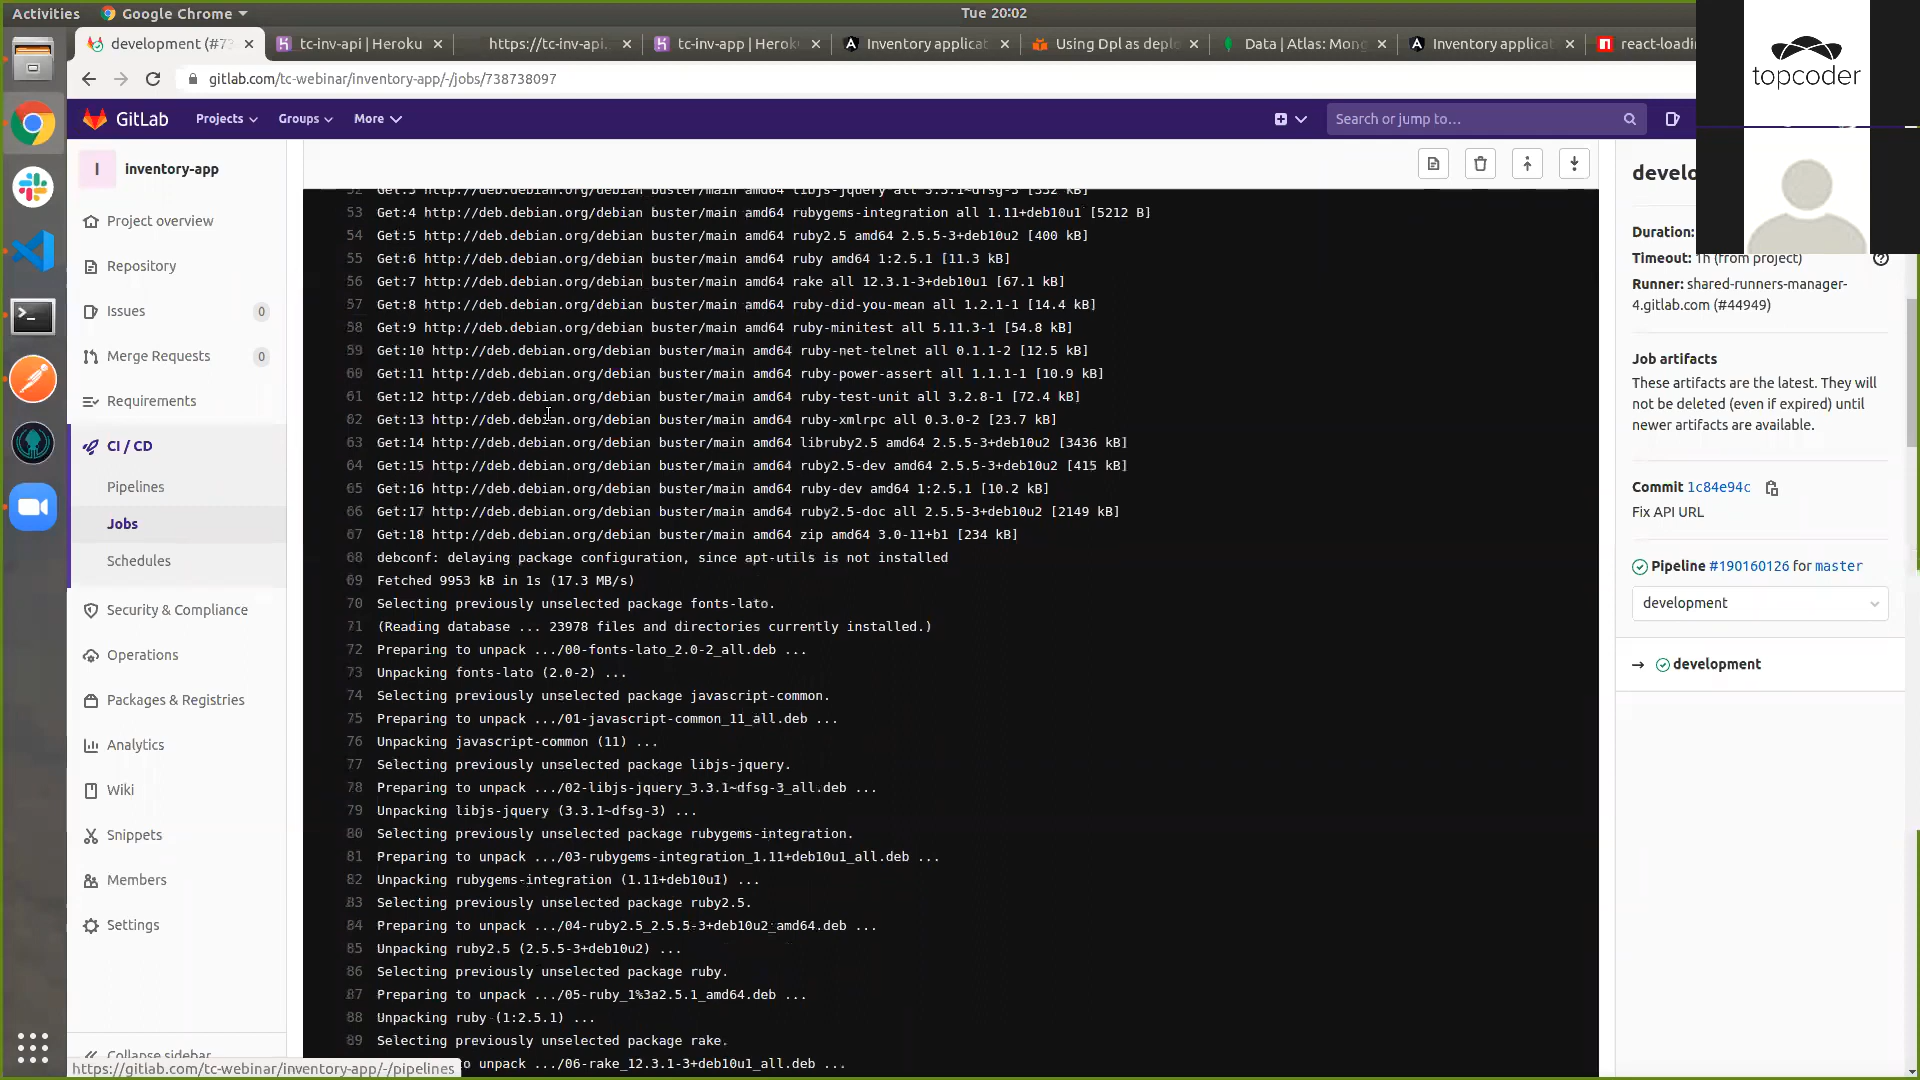 Activities
Google Chrome
Tue 20:02
development (#73
tc-inv-api | Heroku
https://tc-inv-api.
tc-inv-app | Heroku
Inventory applicat
Using Dpl as deplo
Data | Atlas: Mong
Inventory applicat
react-loadi
gitlab.com/tc-webinar/inventory-app/-/jobs/738738097
topcoder
GitLab
Projects
Groups
More
Search or jump to…
I
inventory-app
Project overview
Repository
Issues
0
Merge Requests
0
Requirements
CI / CD
Pipelines
Jobs
Schedules
Security & Compliance
Operations
Packages & Registries
Analytics
Wiki
Snippets
Members
Settings
Collapse sidebar
https://gitlab.com/tc-webinar/inventory-app/-/pipelines
52 Get:3 http://deb.debian.org/debian buster/main amd64 libjs-jquery all 3.3.1~dfsg-3 [332 kB]
53 Get:4 http://deb.debian.org/debian buster/main amd64 rubygems-integration all 1.11+deb10u1 [5212 B]
54 Get:5 http://deb.debian.org/debian buster/main amd64 ruby2.5 amd64 2.5.5-3+deb10u2 [400 kB]
55 Get:6 http://deb.debian.org/debian buster/main amd64 ruby amd64 1:2.5.1 [11.3 kB]
56 Get:7 http://deb.debian.org/debian buster/main amd64 rake all 12.3.1-3+deb10u1 [67.1 kB]
57 Get:8 http://deb.debian.org/debian buster/main amd64 ruby-did-you-mean all 1.2.1-1 [14.4 kB]
58 Get:9 http://deb.debian.org/debian buster/main amd64 ruby-minitest all 5.11.3-1 [54.8 kB]
59 Get:10 http://deb.debian.org/debian buster/main amd64 ruby-net-telnet all 0.1.1-2 [12.5 kB]
60 Get:11 http://deb.debian.org/debian buster/main amd64 ruby-power-assert all 1.1.1-1 [10.9 kB]
61 Get:12 http://deb.debian.org/debian buster/main amd64 ruby-test-unit all 3.2.8-1 [72.4 kB]
62 Get:13 http://deb.debian.org/debian buster/main amd64 ruby-xmlrpc all 0.3.0-2 [23.7 kB]
63 Get:14 http://deb.debian.org/debian buster/main amd64 libruby2.5 amd64 2.5.5-3+deb10u2 [3436 kB]
64 Get:15 http://deb.debian.org/debian buster/main amd64 ruby2.5-dev amd64 2.5.5-3+deb10u2 [415 kB]
65 Get:16 http://deb.debian.org/debian buster/main amd64 ruby-dev amd64 1:2.5.1 [10.2 kB]
66 Get:17 http://deb.debian.org/debian buster/main amd64 ruby2.5-doc all 2.5.5-3+deb10u2 [2149 kB]
67 Get:18 http://deb.debian.org/debian buster/main amd64 zip amd64 3.0-11+b1 [234 kB]
68 debconf: delaying package configuration, since apt-utils is not installed
69 Fetched 9953 kB in 1s (17.3 MB/s)
70 Selecting previously unselected package fonts-lato.
71 (Reading database ... 23978 files and directories currently installed.)
72 Preparing to unpack .../00-fonts-lato_2.0-2_all.deb ...
73 Unpacking fonts-lato (2.0-2) ...
74 Selecting previously unselected package javascript-common.
75 Preparing to unpack .../01-javascript-common_11_all.deb ...
76 Unpacking javascript-common (11) ...
77 Selecting previously unselected package libjs-jquery.
78 Preparing to unpack .../02-libjs-jquery_3.3.1~dfsg-3_all.deb ...
79 Unpacking libjs-jquery (3.3.1~dfsg-3) ...
80 Selecting previously unselected package rubygems-integration.
81 Preparing to unpack .../03-rubygems-integration_1.11+deb10u1_all.deb ...
82 Unpacking rubygems-integration (1.11+deb10u1) ...
83 Selecting previously unselected package ruby2.5.
84 Preparing to unpack .../04-ruby2.5_2.5.5-3+deb10u2_amd64.deb ...
85 Unpacking ruby2.5 (2.5.5-3+deb10u2) ...
86 Selecting previously unselected package ruby.
87 Preparing to unpack .../05-ruby_1%3a2.5.1_amd64.deb ...
88 Unpacking ruby (1:2.5.1) ...
89 Selecting previously unselected package rake.
o unpack .../06-rake_12.3.1-3+deb10u1_all.deb ...
develo
Duration:
Timeout: 1h (from project)
Runner: shared-runners-manager-
4.gitlab.com (#44949)
Job artifacts
These artifacts are the latest. They will
not be deleted (even if expired) until
newer artifacts are available.
Commit 1c84e94c
Fix API URL
Pipeline #190160126 for master
development
→ development